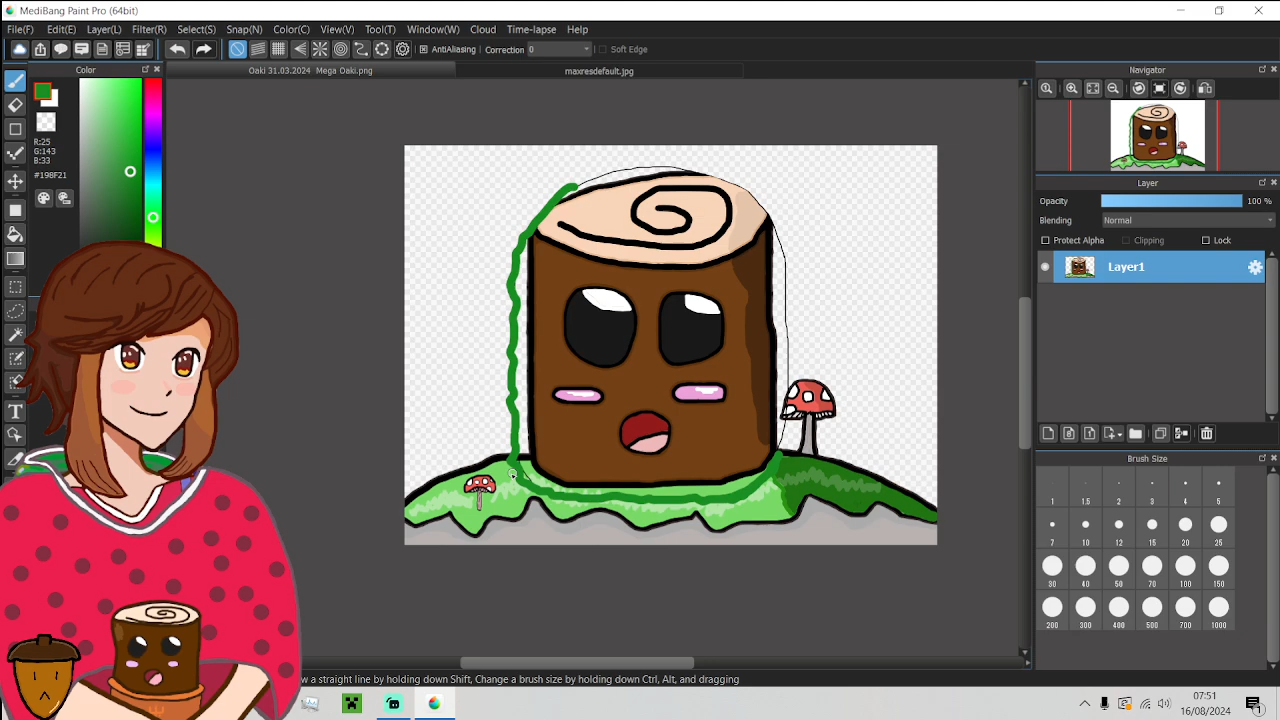 MediBang Paint Pro (64bit)
File(F) Edit(E) Layer(L) Filter(R) Select(S) Snap(N) Color(C) View(V) Tool(T) Window(W) Cloud Time-lapse Help
AntiAliasing Correction 0 Soft Edge
Color
Oaki 31.03.2024 Mega Oaki.png
maxresdefault.jpg
R:25
G:143
B:33
#198F21
Navigator
Layer
Opacity 100 %
Blending Normal
Protect Alpha Clipping Lock
Layer1
Brush Size
1 1.5 2 3 4 5
7 10 12 15 20 25
30 40 50 70 100 150
200 300 400 500 700 1000
w a straight line by holding down Shift, Change a brush size by holding down Ctrl, Alt, and dragging
07:51
16/08/2024
1